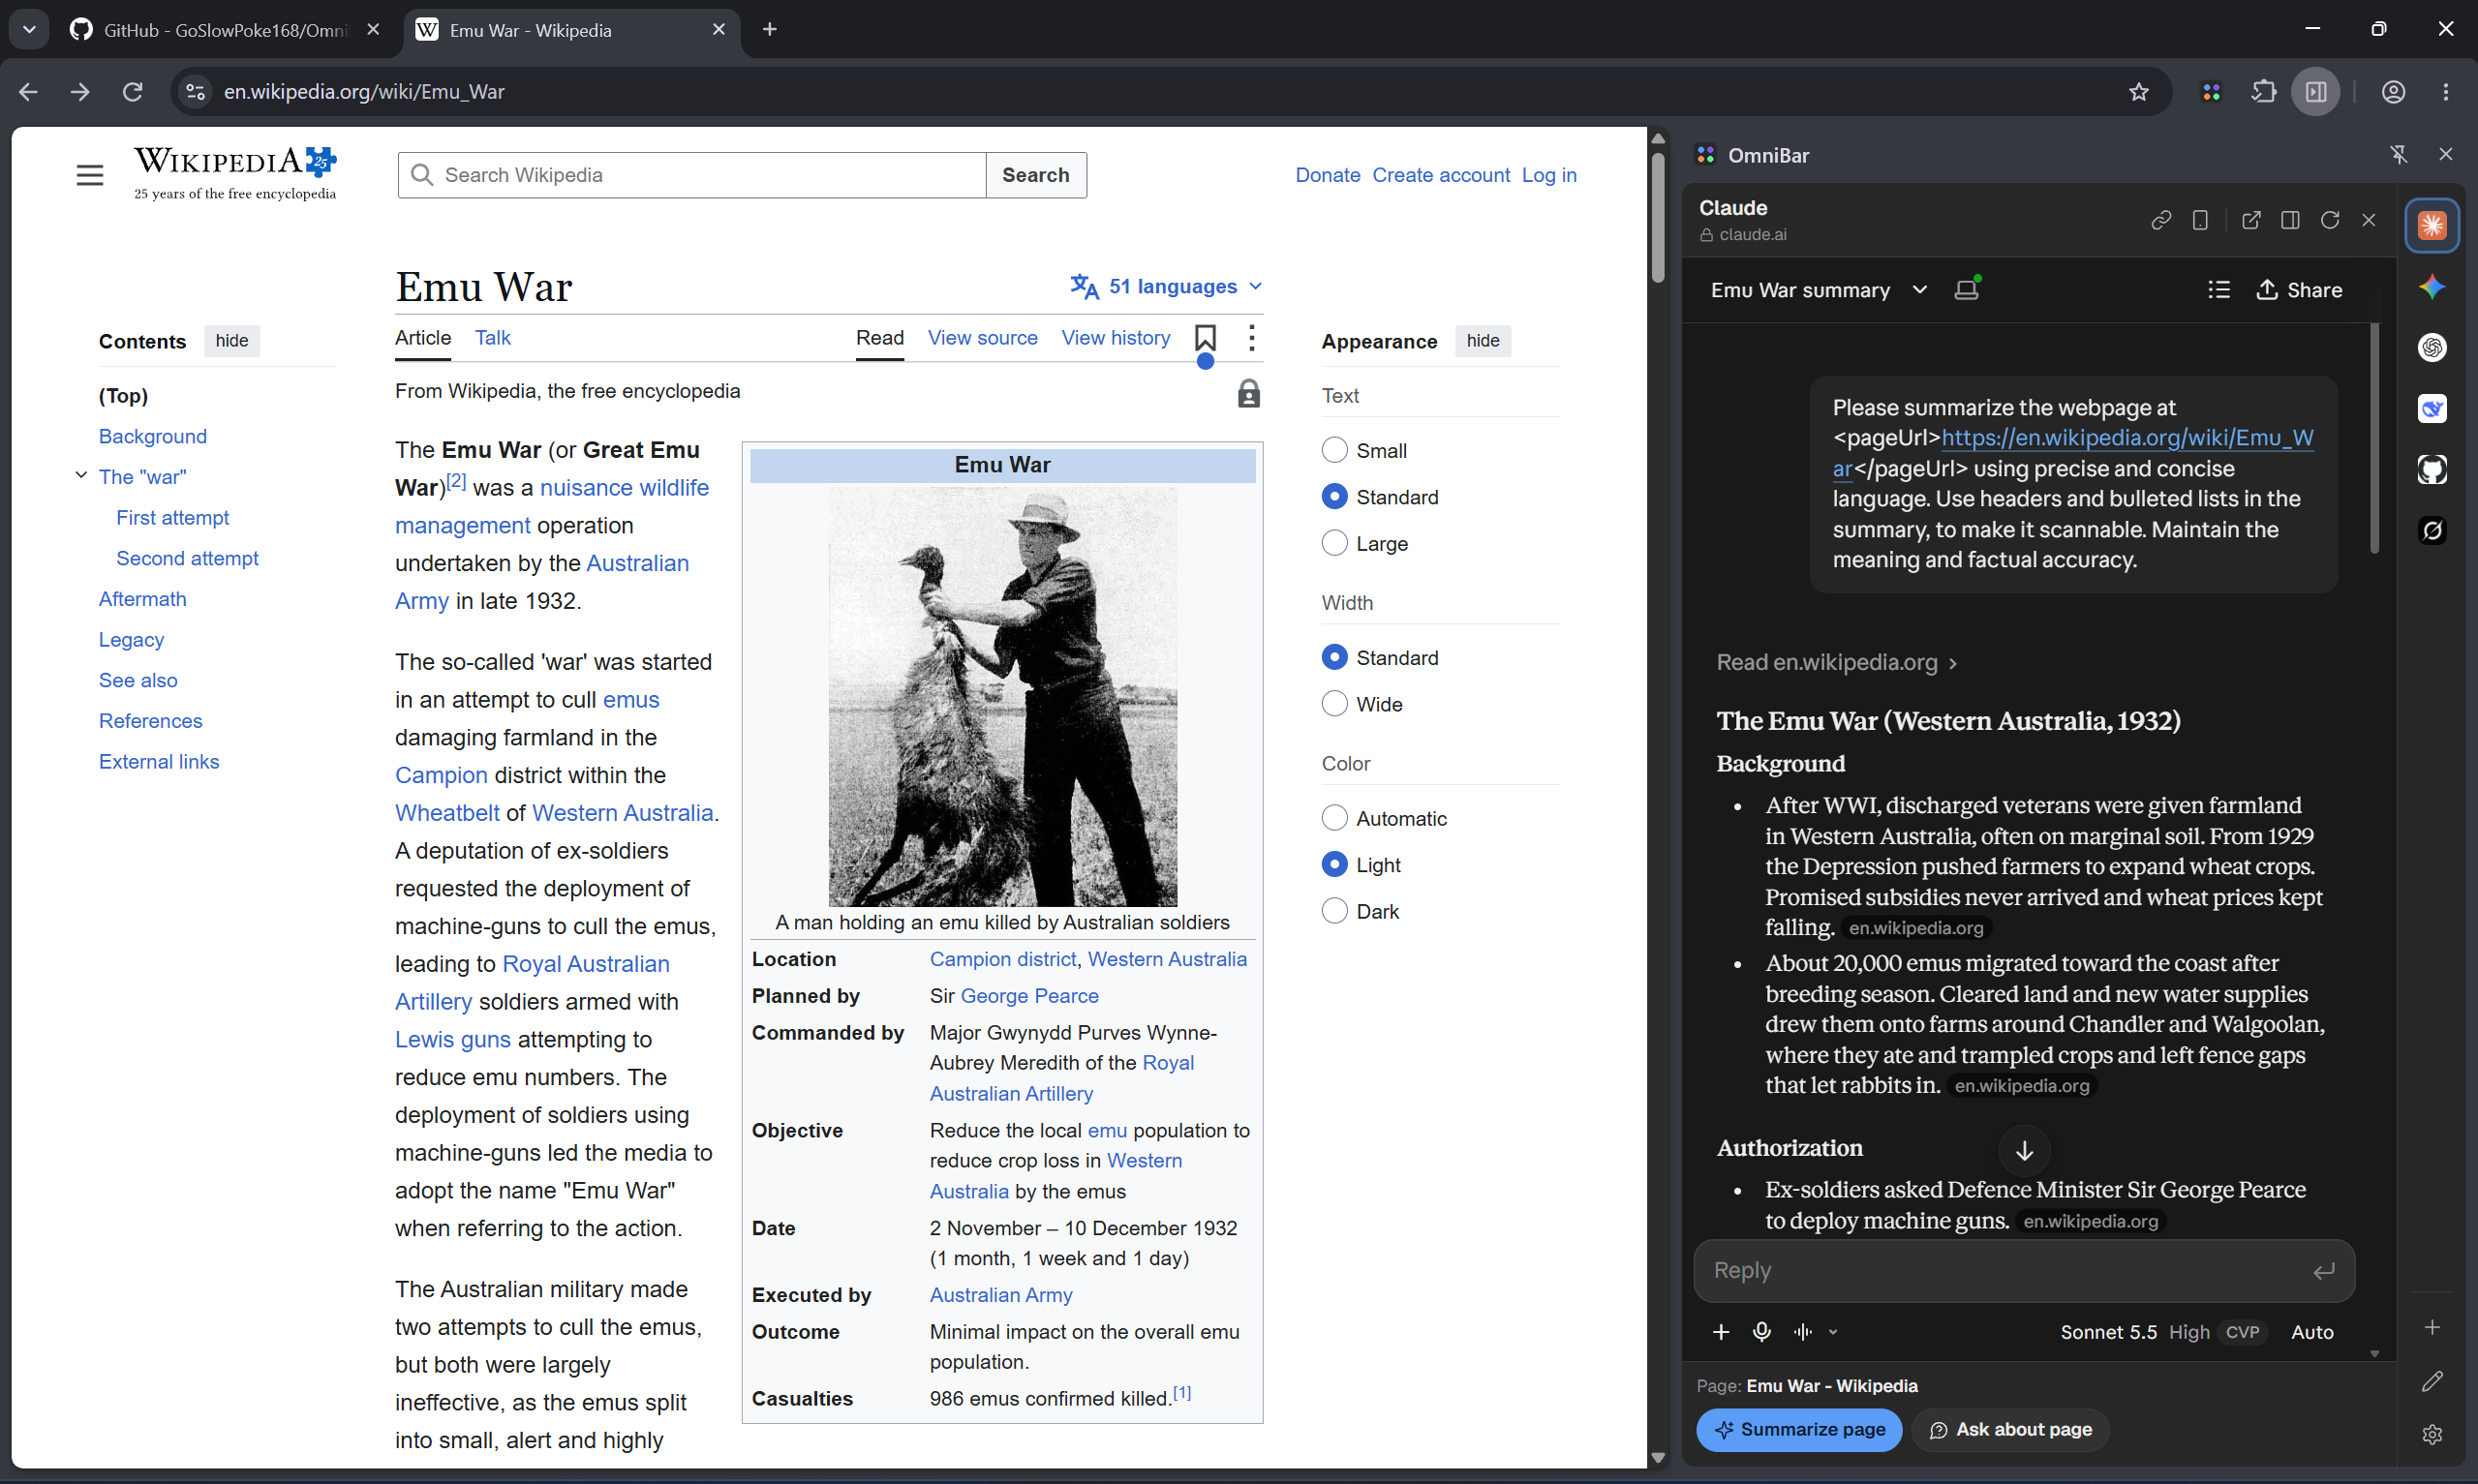 GitHub - GoSlowPoke168/Omni
Emu War - Wikipedia
en.wikipedia.org/wiki/Emu_War
WIKIPEDIA 25
25 years of the free encyclopedia
Search Wikipedia
Search
Donate Create account Log in
Contents hide
(Top)
Background
The "war"
First attempt
Second attempt
Aftermath
Legacy
See also
References
External links
Emu War
文A 51 languages
Article Talk
Read View source View history
From Wikipedia, the free encyclopedia
The Emu War (or Great Emu
War)[2] was a nuisance wildlife
management operation
undertaken by the Australian
Army in late 1932.
The so-called 'war' was started
in an attempt to cull emus
damaging farmland in the
Campion district within the
Wheatbelt of Western Australia.
A deputation of ex-soldiers
requested the deployment of
machine-guns to cull the emus,
leading to Royal Australian
Artillery soldiers armed with
Lewis guns attempting to
reduce emu numbers. The
deployment of soldiers using
machine-guns led the media to
adopt the name "Emu War"
when referring to the action.
The Australian military made
two attempts to cull the emus,
but both were largely
ineffective, as the emus split
into small, alert and highly
Emu War
A man holding an emu killed by Australian soldiers
Location Campion district, Western Australia
Planned by Sir George Pearce
Commanded by Major Gwynydd Purves Wynne-
Aubrey Meredith of the Royal
Australian Artillery
Objective Reduce the local emu population to
reduce crop loss in Western
Australia by the emus
Date 2 November – 10 December 1932
(1 month, 1 week and 1 day)
Executed by Australian Army
Outcome Minimal impact on the overall emu
population.
Casualties 986 emus confirmed killed.[1]
Appearance hide
Text
Small
Standard
Large
Width
Standard
Wide
Color
Automatic
Light
Dark
OmniBar
Claude
claude.ai
Emu War summary
Share
Please summarize the webpage at
<pageUrl>https://en.wikipedia.org/wiki/Emu_W
ar</pageUrl> using precise and concise
language. Use headers and bulleted lists in the
summary, to make it scannable. Maintain the
meaning and factual accuracy.
Read en.wikipedia.org >
The Emu War (Western Australia, 1932)
Background
• After WWI, discharged veterans were given farmland
in Western Australia, often on marginal soil. From 1929
the Depression pushed farmers to expand wheat crops.
Promised subsidies never arrived and wheat prices kept
falling. en.wikipedia.org
• About 20,000 emus migrated toward the coast after
breeding season. Cleared land and new water supplies
drew them onto farms around Chandler and Walgoolan,
where they ate and trampled crops and left fence gaps
that let rabbits in. en.wikipedia.org
Authorization
• Ex-soldiers asked Defence Minister Sir George Pearce
to deploy machine guns. en.wikipedia.org
Reply
Sonnet 5.5 High CVP Auto
Page: Emu War - Wikipedia
Summarize page
Ask about page